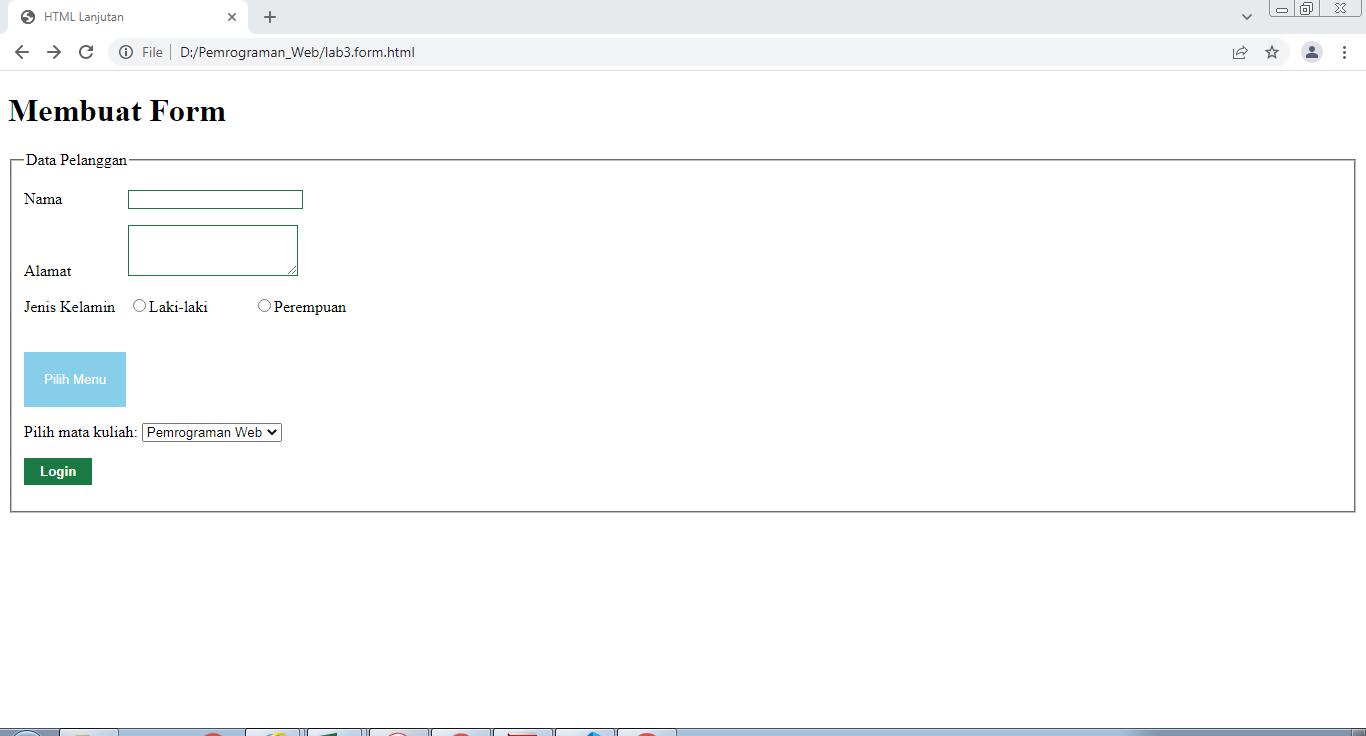 HTML Lanjutan
File D:/Pemrograman_Web/lab3.form.html
Membuat Form
Data Pelanggan
Nama
Alamat
Jenis Kelamin Laki-laki Perempuan
Pilih Menu
Pilih mata kuliah: Pemrograman Web
Login